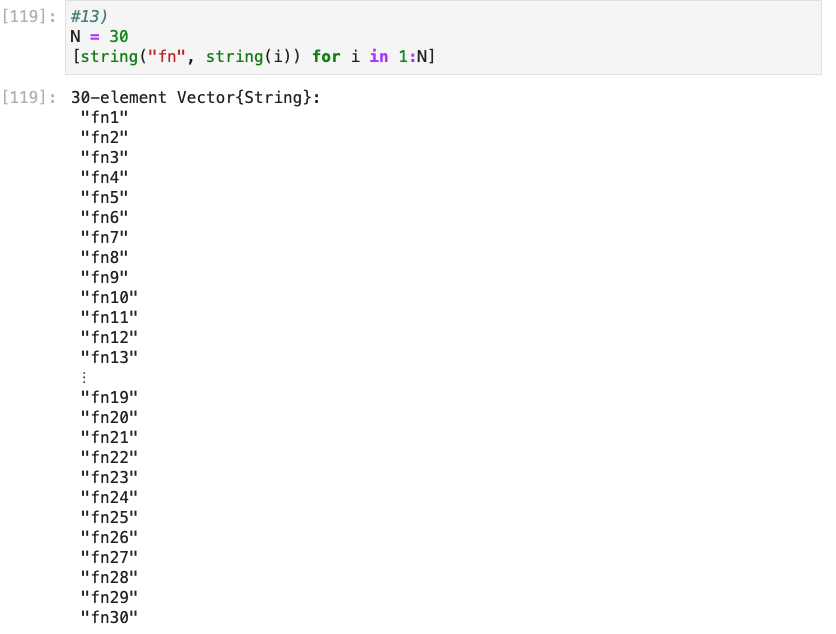 [119]: #13)
N = 30
[string("fn", string(i)) for i in 1:N]
[119]: 30-element Vector{String}:
"fn1"
"fn2"
"fn3"
"fn4"
"fn5"
"fn6"
"fn7"
"fn8"
"fn9"
"fn10"
"fn11"
"fn12"
"fn13"
⋮
"fn19"
"fn20"
"fn21"
"fn22"
"fn23"
"fn24"
"fn25"
"fn26"
"fn27"
"fn28"
"fn29"
"fn30"